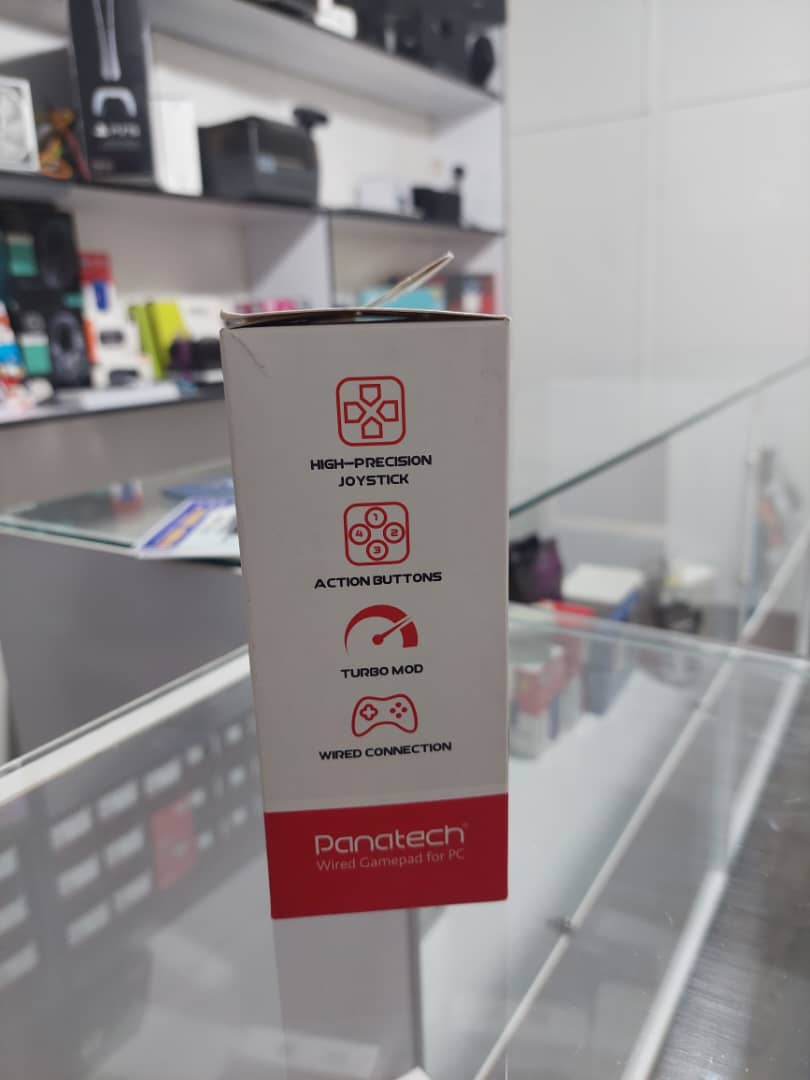 HIGH-PRECISION
JOYSTICK
1
4 2
3
ACTION BUTTONS
TURBO MOD
WIRED CONNECTION
Panatech®
Wired Gamepad for PC